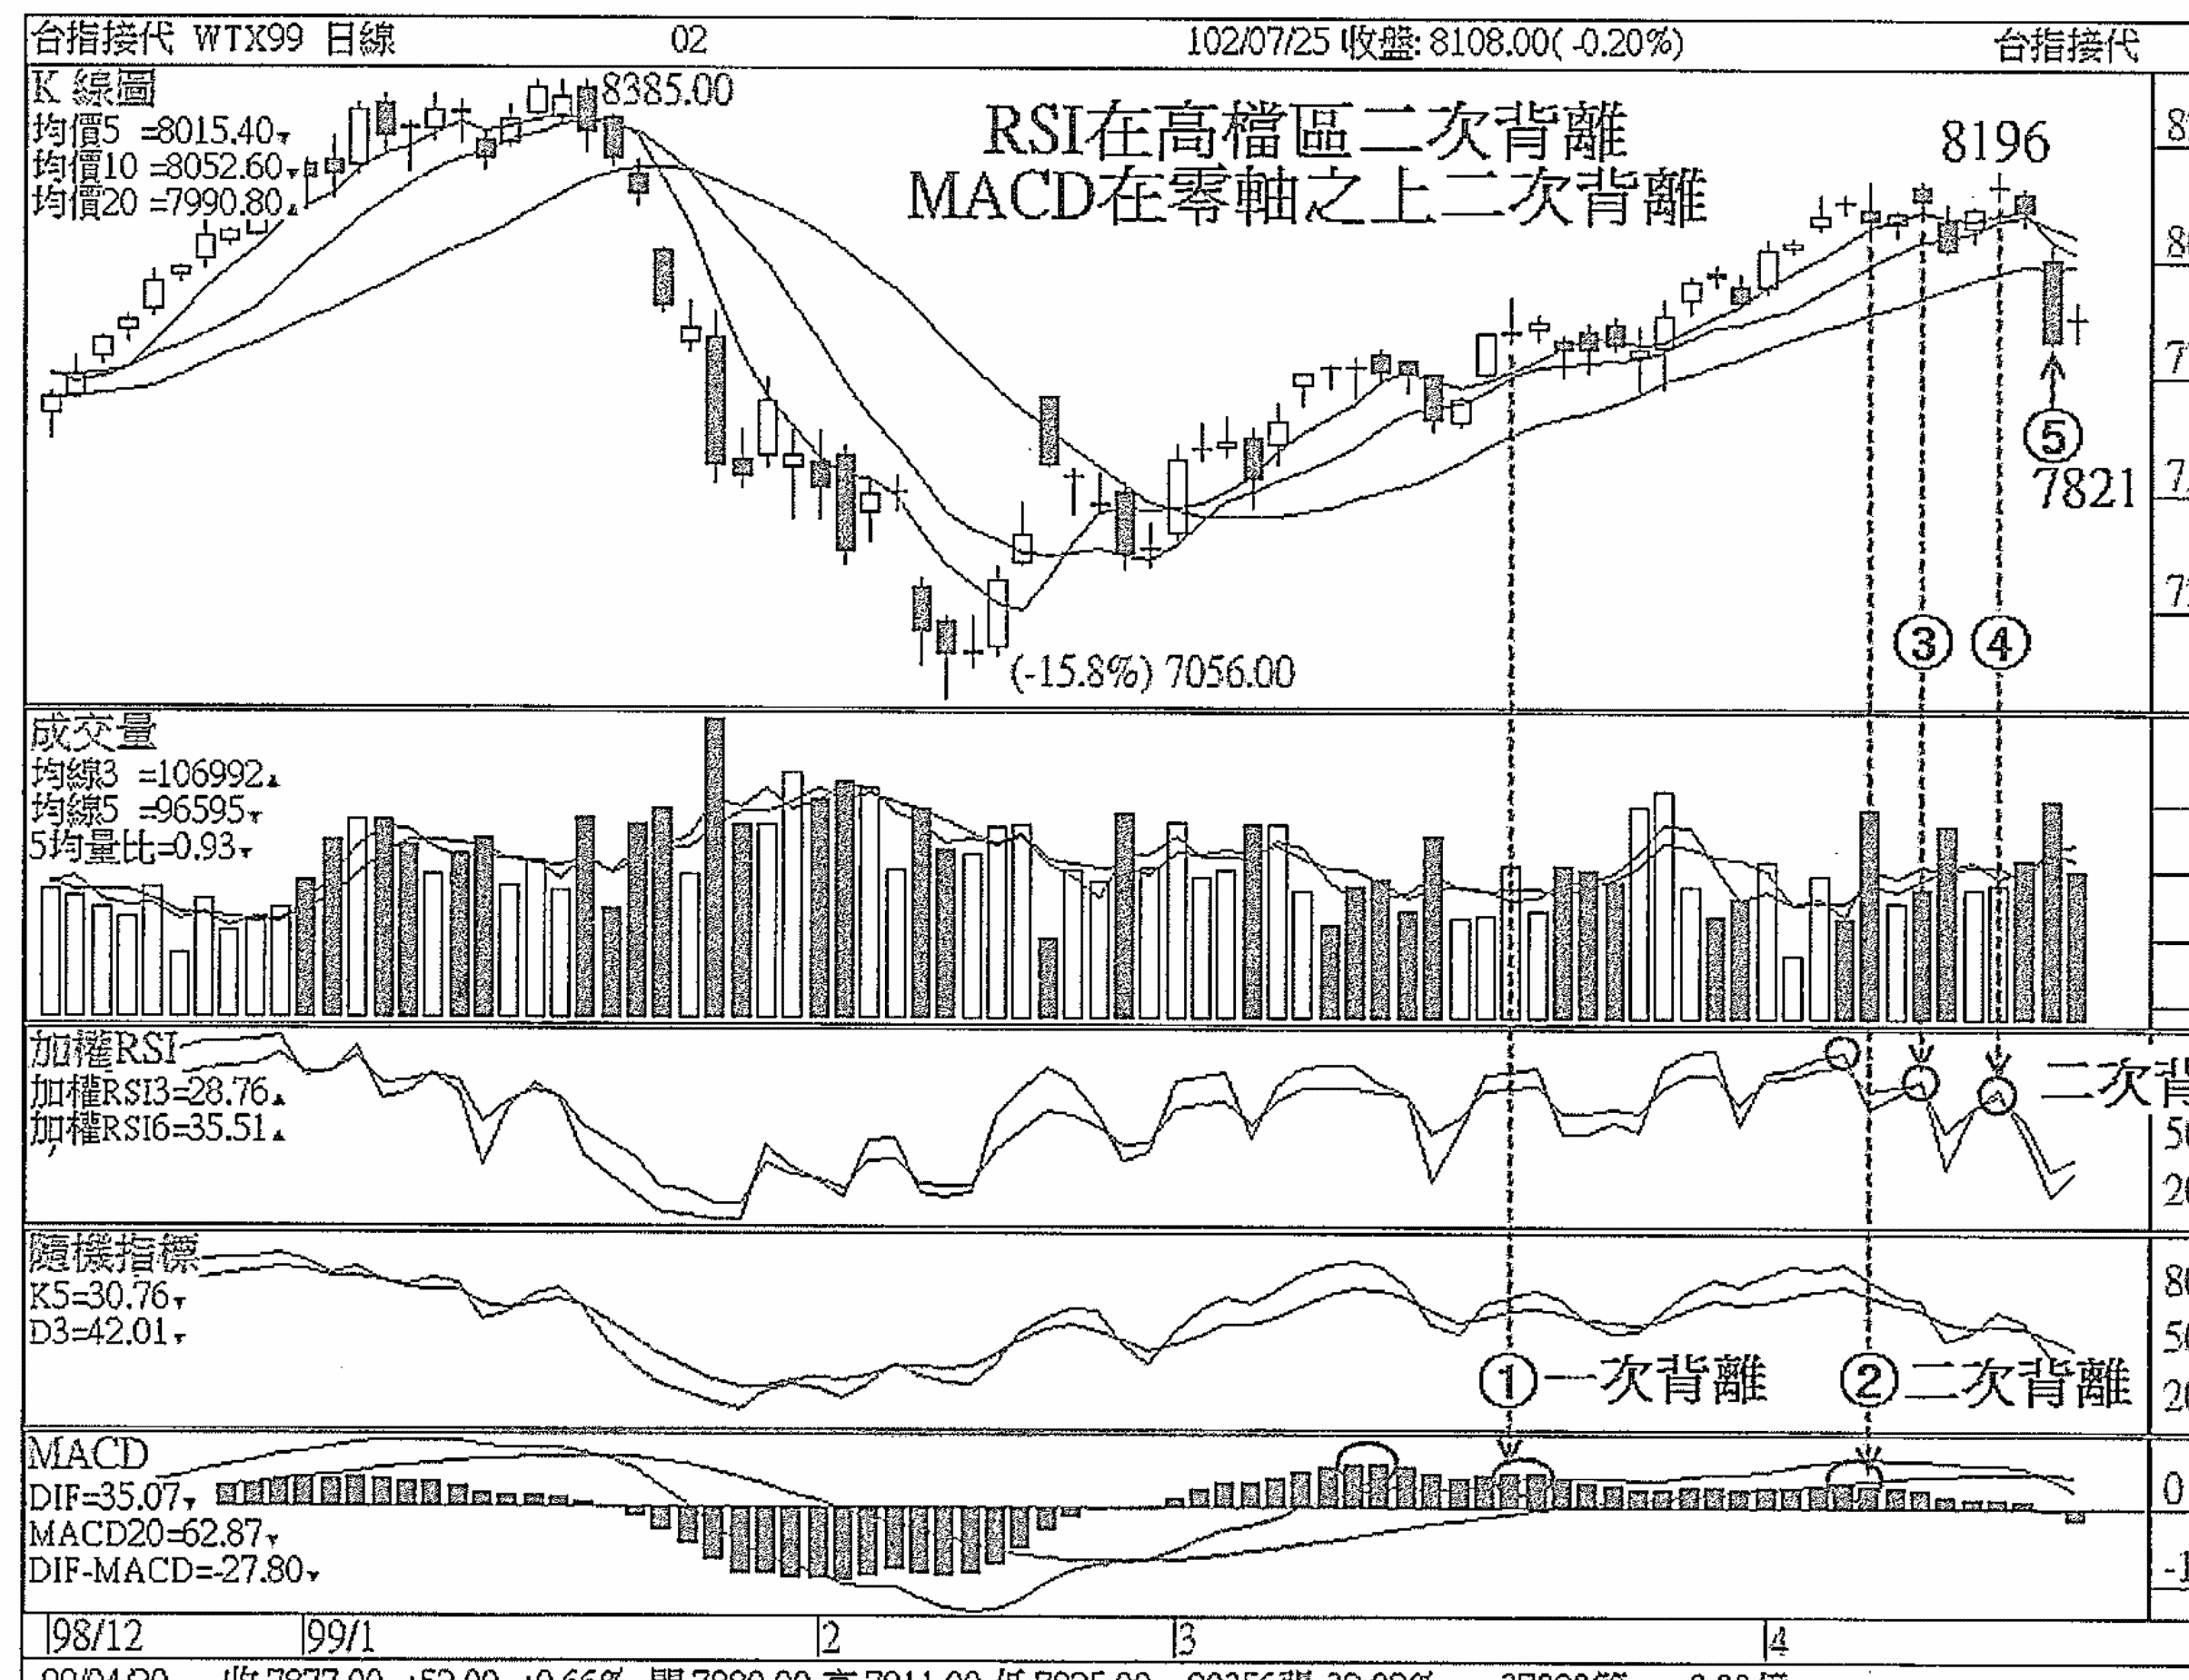 台指接代 WTX99 日線 02 102/07/25 收盤: 8108.00( -0.20%) 台指接代
K 線圖
均價5 =8015.40▼
均價10 =8052.60▼
均價20 =7990.80▲
8385.00
RSI在高檔區二次背離
MACD在零軸之上二次背離
8196
⑤
7821
③ ④
(-15.8%) 7056.00
成交量
均線3 =106992▲
均線5 =96595▼
5均量比=0.93▼
加權RSI
加權RSI3=28.76▲
加權RSI6=35.51▲
二次背
20
隨機指標
K5=30.76▼
D3=42.01▼
80
50
20
① 一次背離 ② 二次背離
MACD
DIF=35.07▼
MACD20=62.87▼
DIF-MACD=-27.80▼
0
-1
98/12 99/1 2 3 4